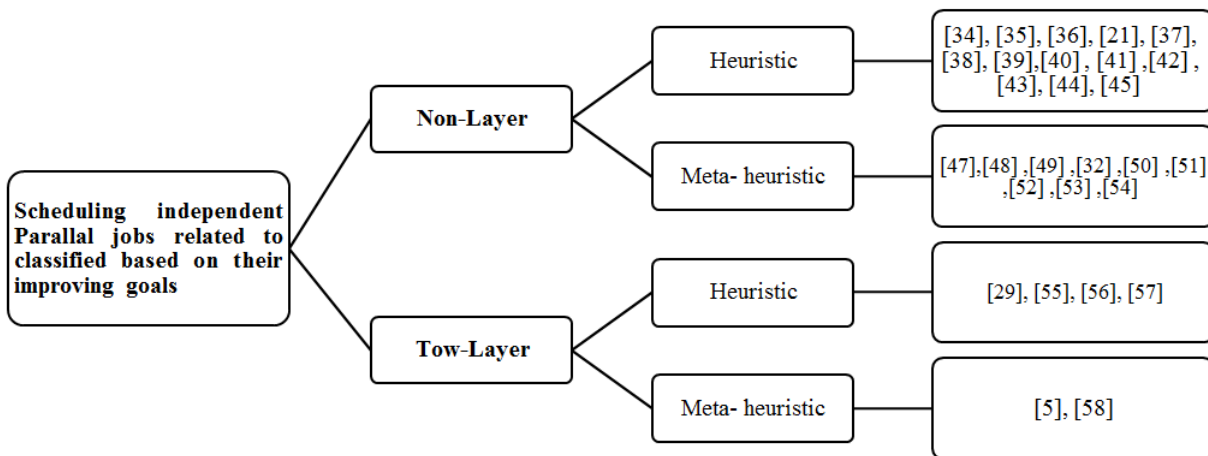 Scheduling independent
Parallal jobs related to
classified based on their
improving goals
Non-Layer
Heuristic
[34], [35], [36], [21], [37],
[38], [39],[40] , [41] ,[42] ,
[43], [44], [45]
Meta- heuristic
[47],[48] ,[49] ,[32] ,[50] ,[51]
,[52] ,[53] ,[54]
Tow-Layer
Heuristic
[29], [55], [56], [57]
Meta- heuristic
[5], [58]